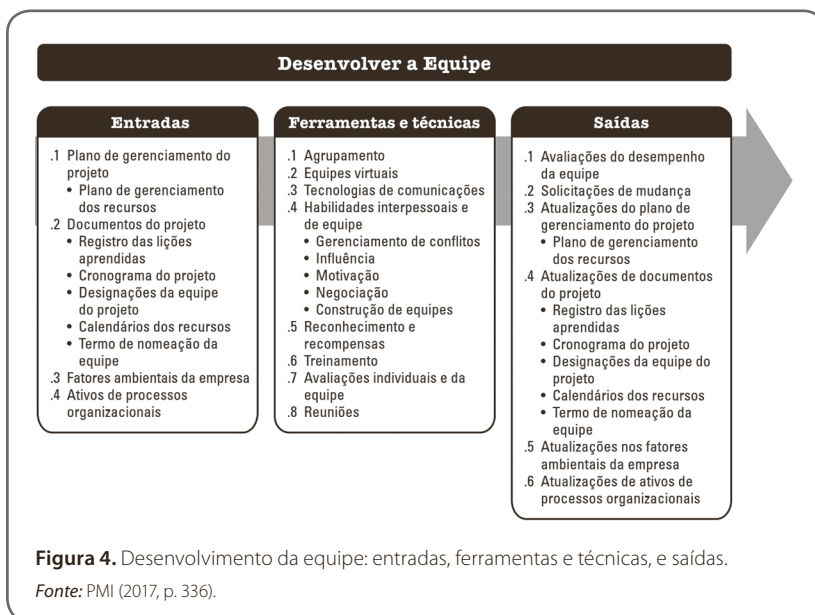 Desenvolver a Equipe
Entradas
.1 Plano de gerenciamento do
projeto
• Plano de gerenciamento
dos recursos
.2 Documentos do projeto
• Registro das lições
aprendidas
• Cronograma do projeto
• Designações da equipe
do projeto
• Calendários dos recursos
• Termo de nomeação da
equipe
.3 Fatores ambientais da empresa
.4 Ativos de processos
organizacionais
Ferramentas e técnicas
.1 Agrupamento
.2 Equipes virtuais
.3 Tecnologias de comunicações
.4 Habilidades interpessoais e
de equipe
• Gerenciamento de conflitos
• Influência
• Motivação
• Negociação
• Construção de equipes
.5 Reconhecimento e
recompensas
.6 Treinamento
.7 Avaliações individuais e da
equipe
.8 Reuniões
Saídas
.1 Avaliações do desempenho
da equipe
.2 Solicitações de mudança
.3 Atualizações do plano de
gerenciamento do projeto
• Plano de gerenciamento
dos recursos
.4 Atualizações de documentos
do projeto
• Registro das lições
aprendidas
• Cronograma do projeto
• Designações da equipe do
projeto
• Calendários dos recursos
• Termo de nomeação da
equipe
.5 Atualizações nos fatores
ambientais da empresa
.6 Atualizações de ativos de
processos organizacionais
Figura 4. Desenvolvimento da equipe: entradas, ferramentas e técnicas, e saídas.
Fonte: PMI (2017, p. 336).